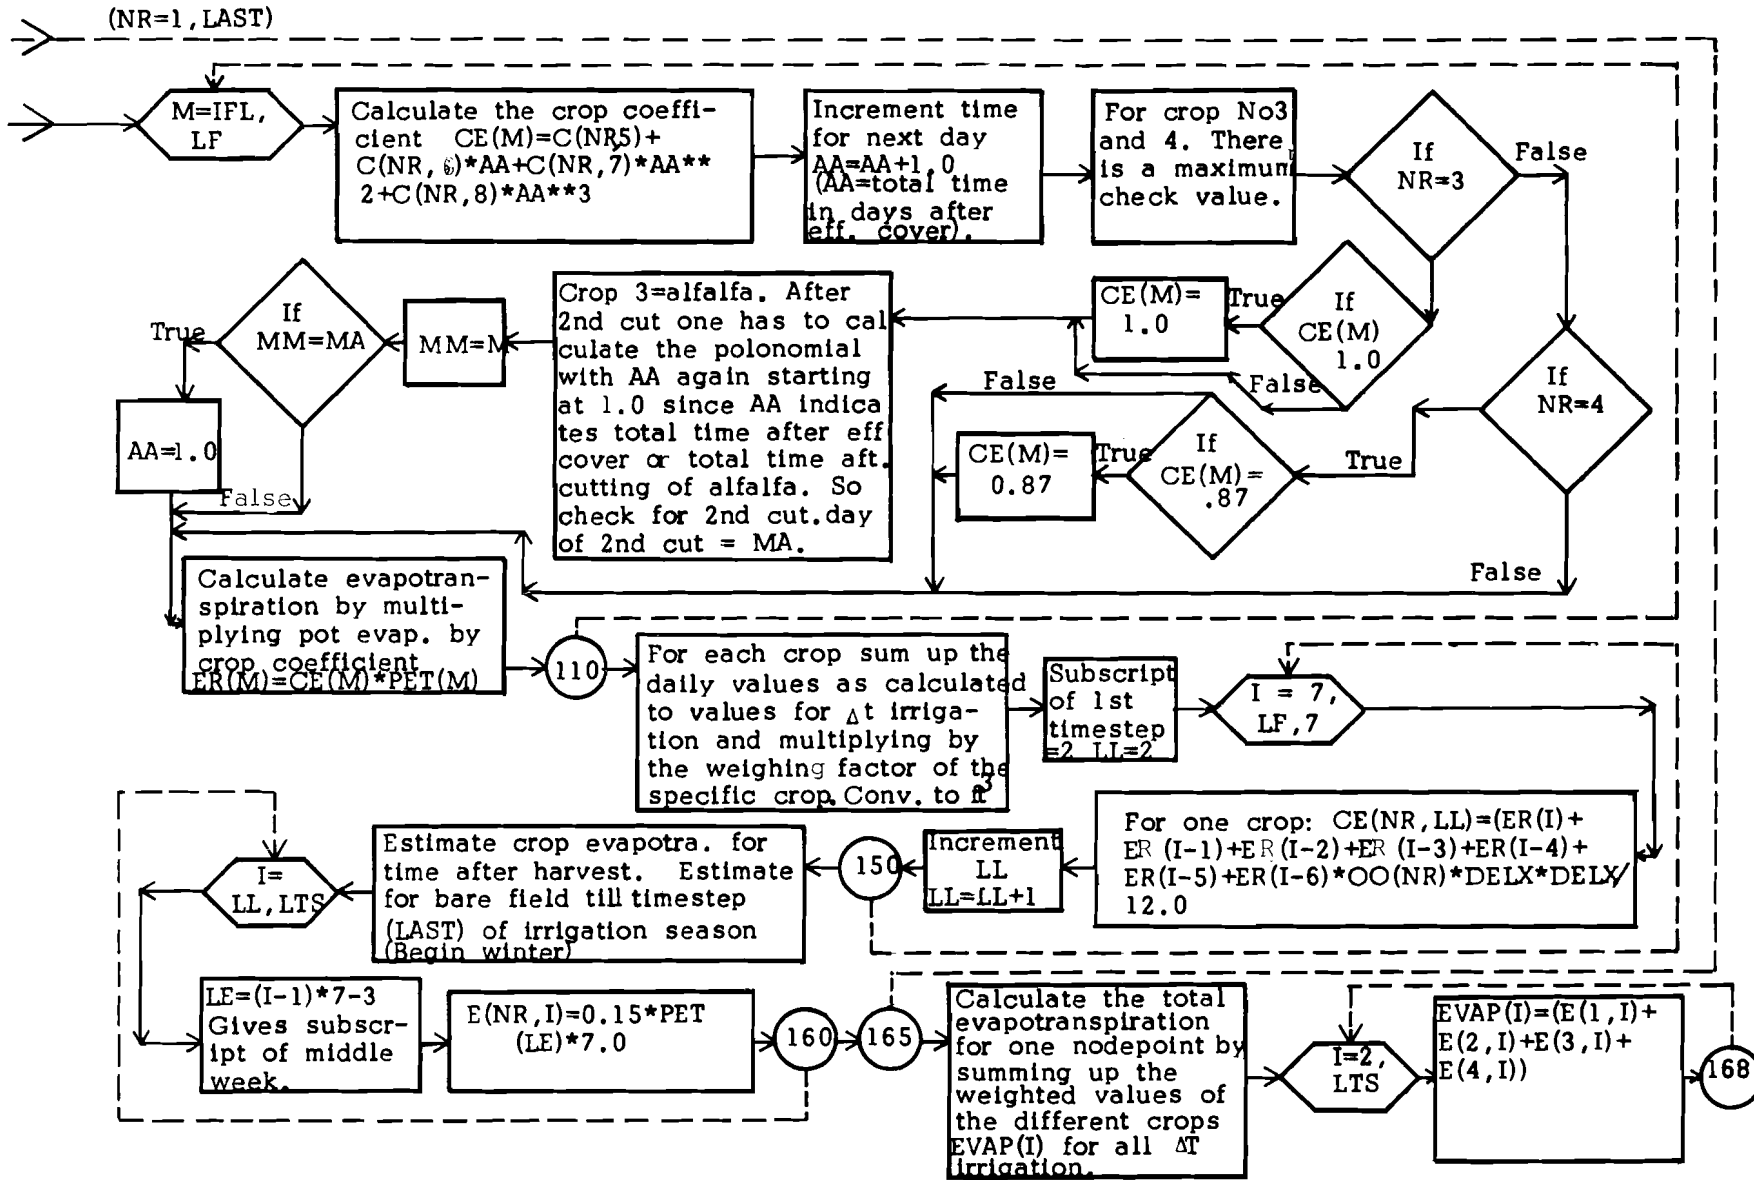 (NR=1,LAST)
M=IFL,
LF
Calculate the crop coeffi-
cient CE(M)=C(NR5)+
C(NR,6)*AA+C(NR,7)*AA**
2+C(NR,8)*AA**3
Increment time
for next day
AA=AA+1.0
(AA=total time
in days after
eff. cover).
For crop No3
and 4. There
is a maximum
check value.
If
NR=3
False
If
CE(M)
1.0
True
False
CE(M)=
1.0
Crop 3=alfalfa. After
2nd cut one has to cal
culate the polonomial
with AA again starting
at 1.0 since AA indica
tes total time after eff
cover or total time aft.
cutting of alfalfa. So
check for 2nd cut.day
of 2nd cut = MA.
MM=M
If
MM=MA
True
AA=1.0
False
If
NR=4
True
False
If
CE(M)=
.87
True
False
CE(M)=
0.87
Calculate evapotran-
spiration by multi-
plying pot evap. by
crop coefficient
ER(M)=CE(M)*PET(M)
110
For each crop sum up the
daily values as calculated
to values for Δt irriga-
tion and multiplying by
the weighing factor of the
specific crop. Conv. to ft3
Subscript
of 1st
timestep
=2 LL=2
I = 7,
LF,7
For one crop: CE(NR,LL)=(ER(I)+
ER(I-1)+ER(I-2)+ER(I-3)+ER(I-4)+
ER(I-5)+ER(I-6)*OO(NR)*DELX*DELX/
12.0
Increment
LL
LL=LL+1
150
Estimate crop evapotra. for
time after harvest. Estimate
for bare field till timestep
(LAST) of irrigation season
(Begin winter)
I=
LL,LTS
LE=(I-1)*7-3
Gives subscr-
ipt of middle
week.
E(NR,I)=0.15*PET
(LE)*7.0
160
165
Calculate the total
evapotranspiration
for one nodepoint by
summing up the
weighted values of
the different crops
EVAP(I) for all ΔT
irrigation.
I=2,
LTS
EVAP(I)=(E(1,I)+
E(2,I)+E(3,I)+
E(4,I))
168